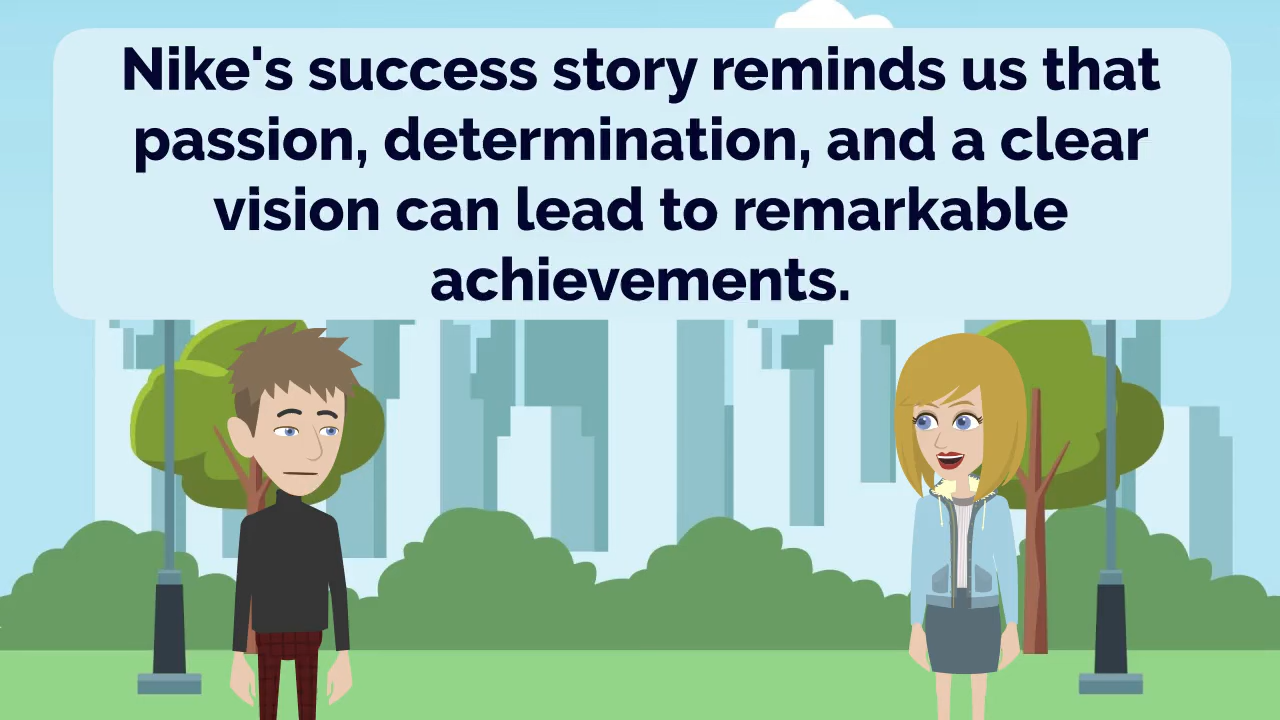 Nike's success story reminds us that
passion, determination, and a clear
vision can lead to remarkable
achievements.